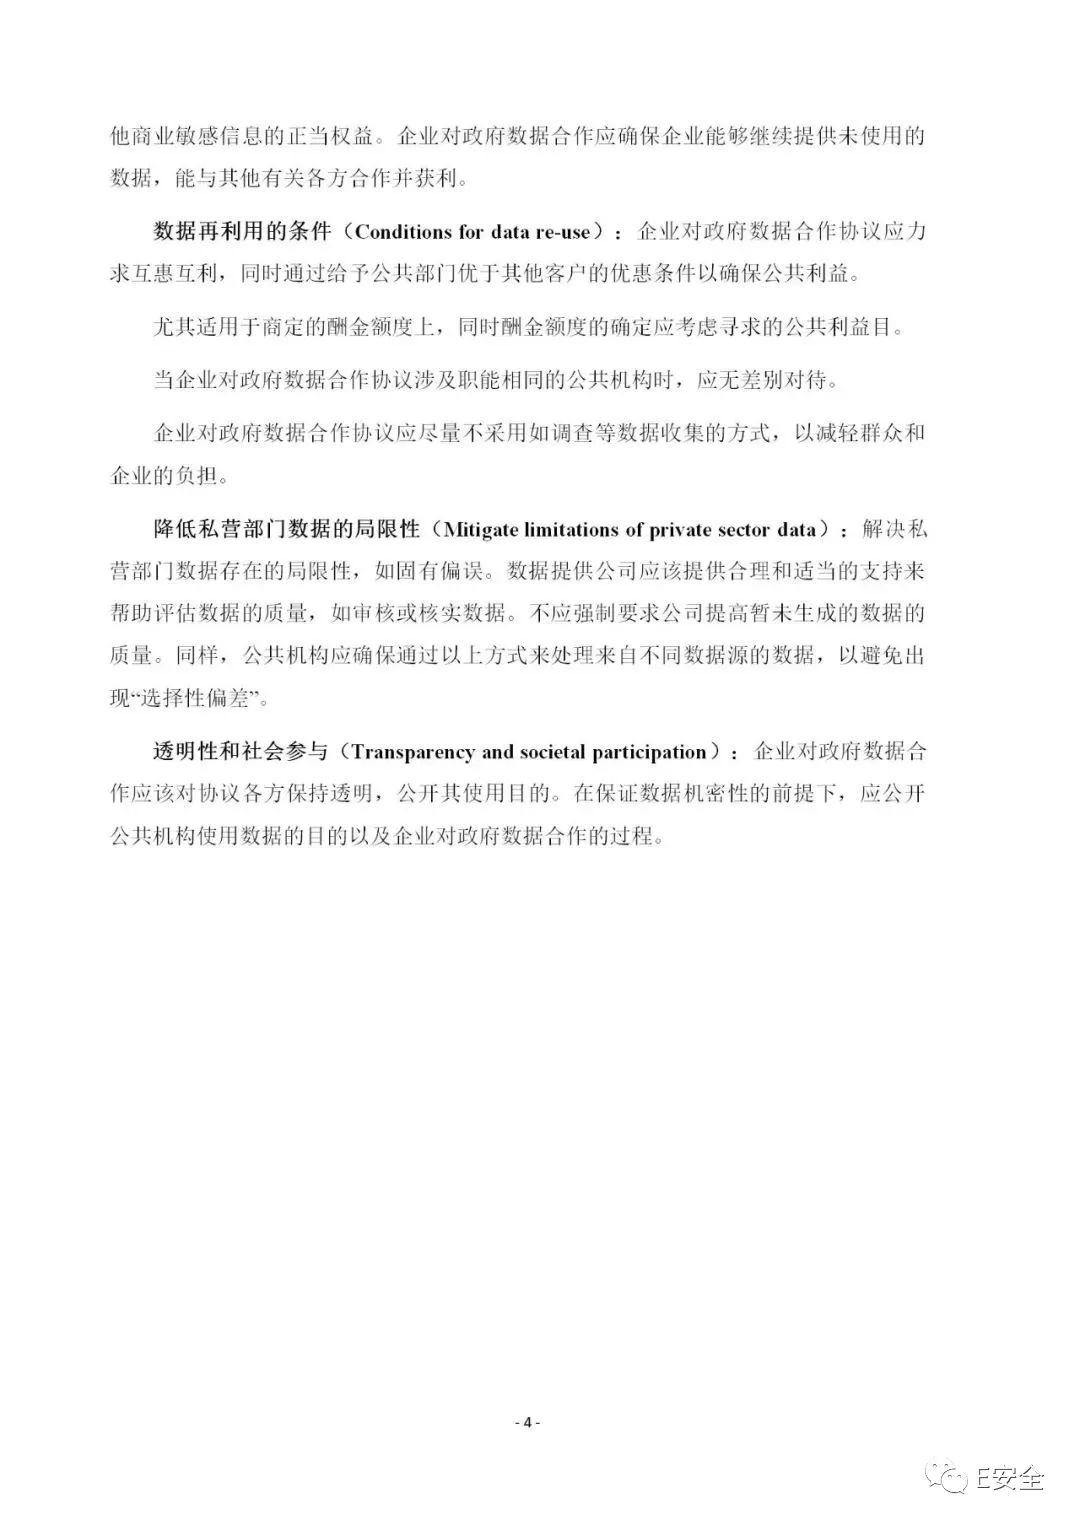 他商业敏感信息的正当权益。企业对政府数据合作应确保企业能够继续提供未使用的
数据，能与其他有关各方合作并获利。
数据再利用的条件（Conditions for data re-use）：企业对政府数据合作协议应力
求互惠互利，同时通过给予公共部门优于其他客户的优惠条件以确保公共利益。
尤其适用于商定的酬金额度上，同时酬金额度的确定应考虑寻求的公共利益目。
当企业对政府数据合作协议涉及职能相同的公共机构时，应无差别对待。
企业对政府数据合作协议应尽量不采用如调查等数据收集的方式，以减轻群众和
企业的负担。
降低私营部门数据的局限性（Mitigate limitations of private sector data）：解决私
营部门数据存在的局限性，如固有偏误。数据提供公司应该提供合理和适当的支持来
帮助评估数据的质量，如审核或核实数据。不应强制要求公司提高暂未生成的数据的
质量。同样，公共机构应确保通过以上方式来处理来自不同数据源的数据，以避免出
现“选择性偏差”。
透明性和社会参与（Transparency and societal participation）：企业对政府数据合
作应该对协议各方保持透明，公开其使用目的。在保证数据机密性的前提下，应公开
公共机构使用数据的目的以及企业对政府数据合作的过程。
- 4 -
E安全